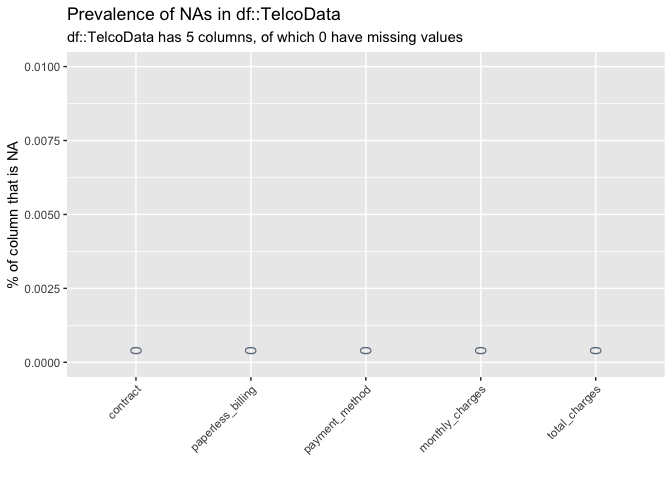 Prevalence of NAs in df::TelcoData
df::TelcoData has 5 columns, of which 0 have missing values
% of column that is NA
0.0100
0.0075
0.0050
0.0025
0.0000
0
0
0
0
0
contract
paperless_billing
payment_method
monthly_charges
total_charges